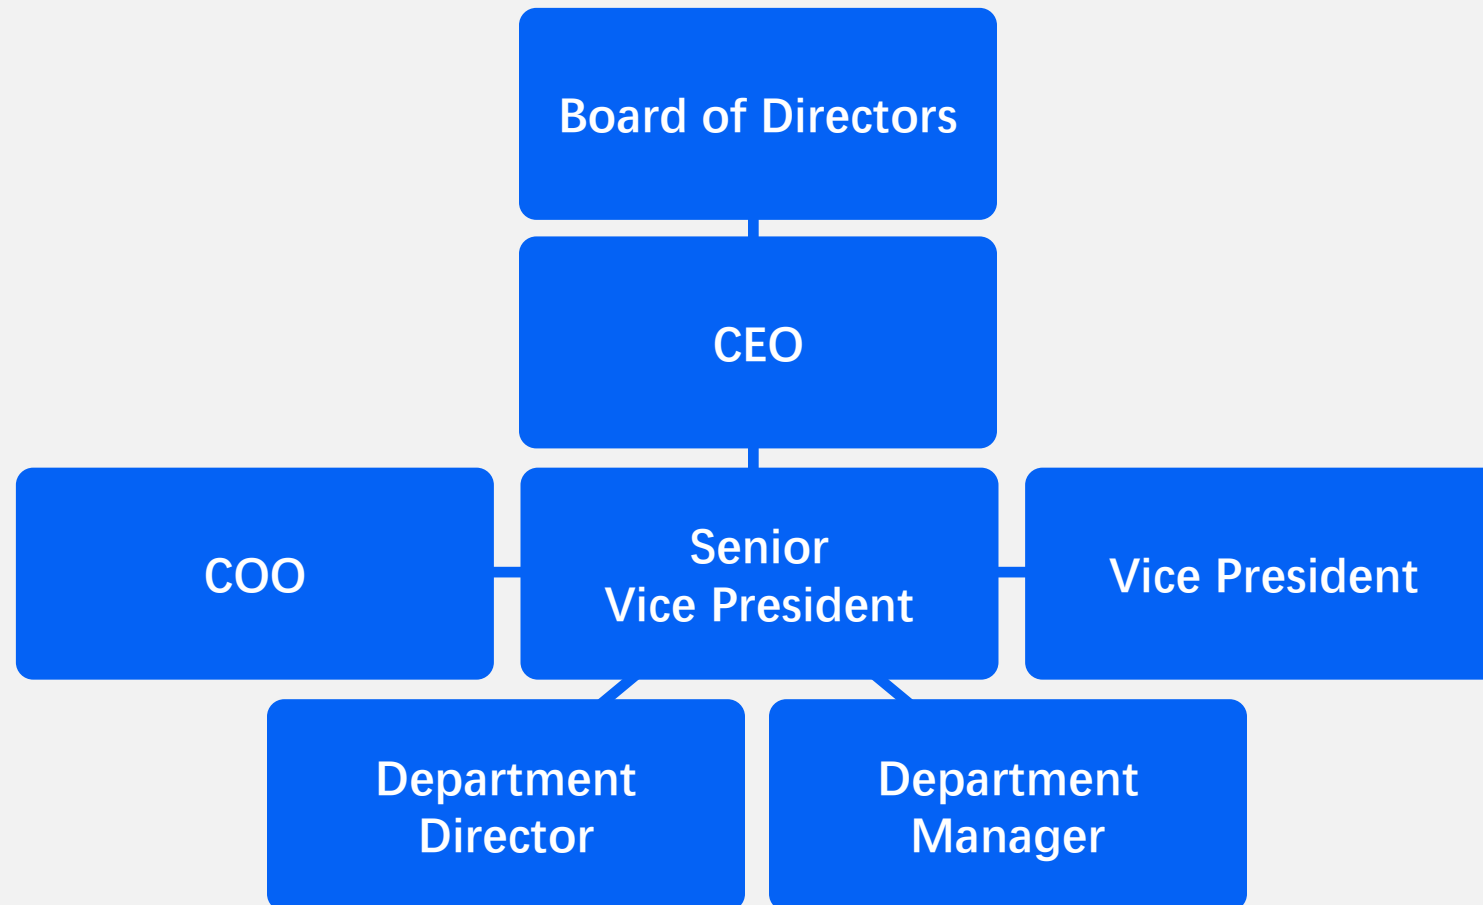 Board of Directors
CEO
COO
Senior
Vice President
Vice President
Department
Director
Department
Manager